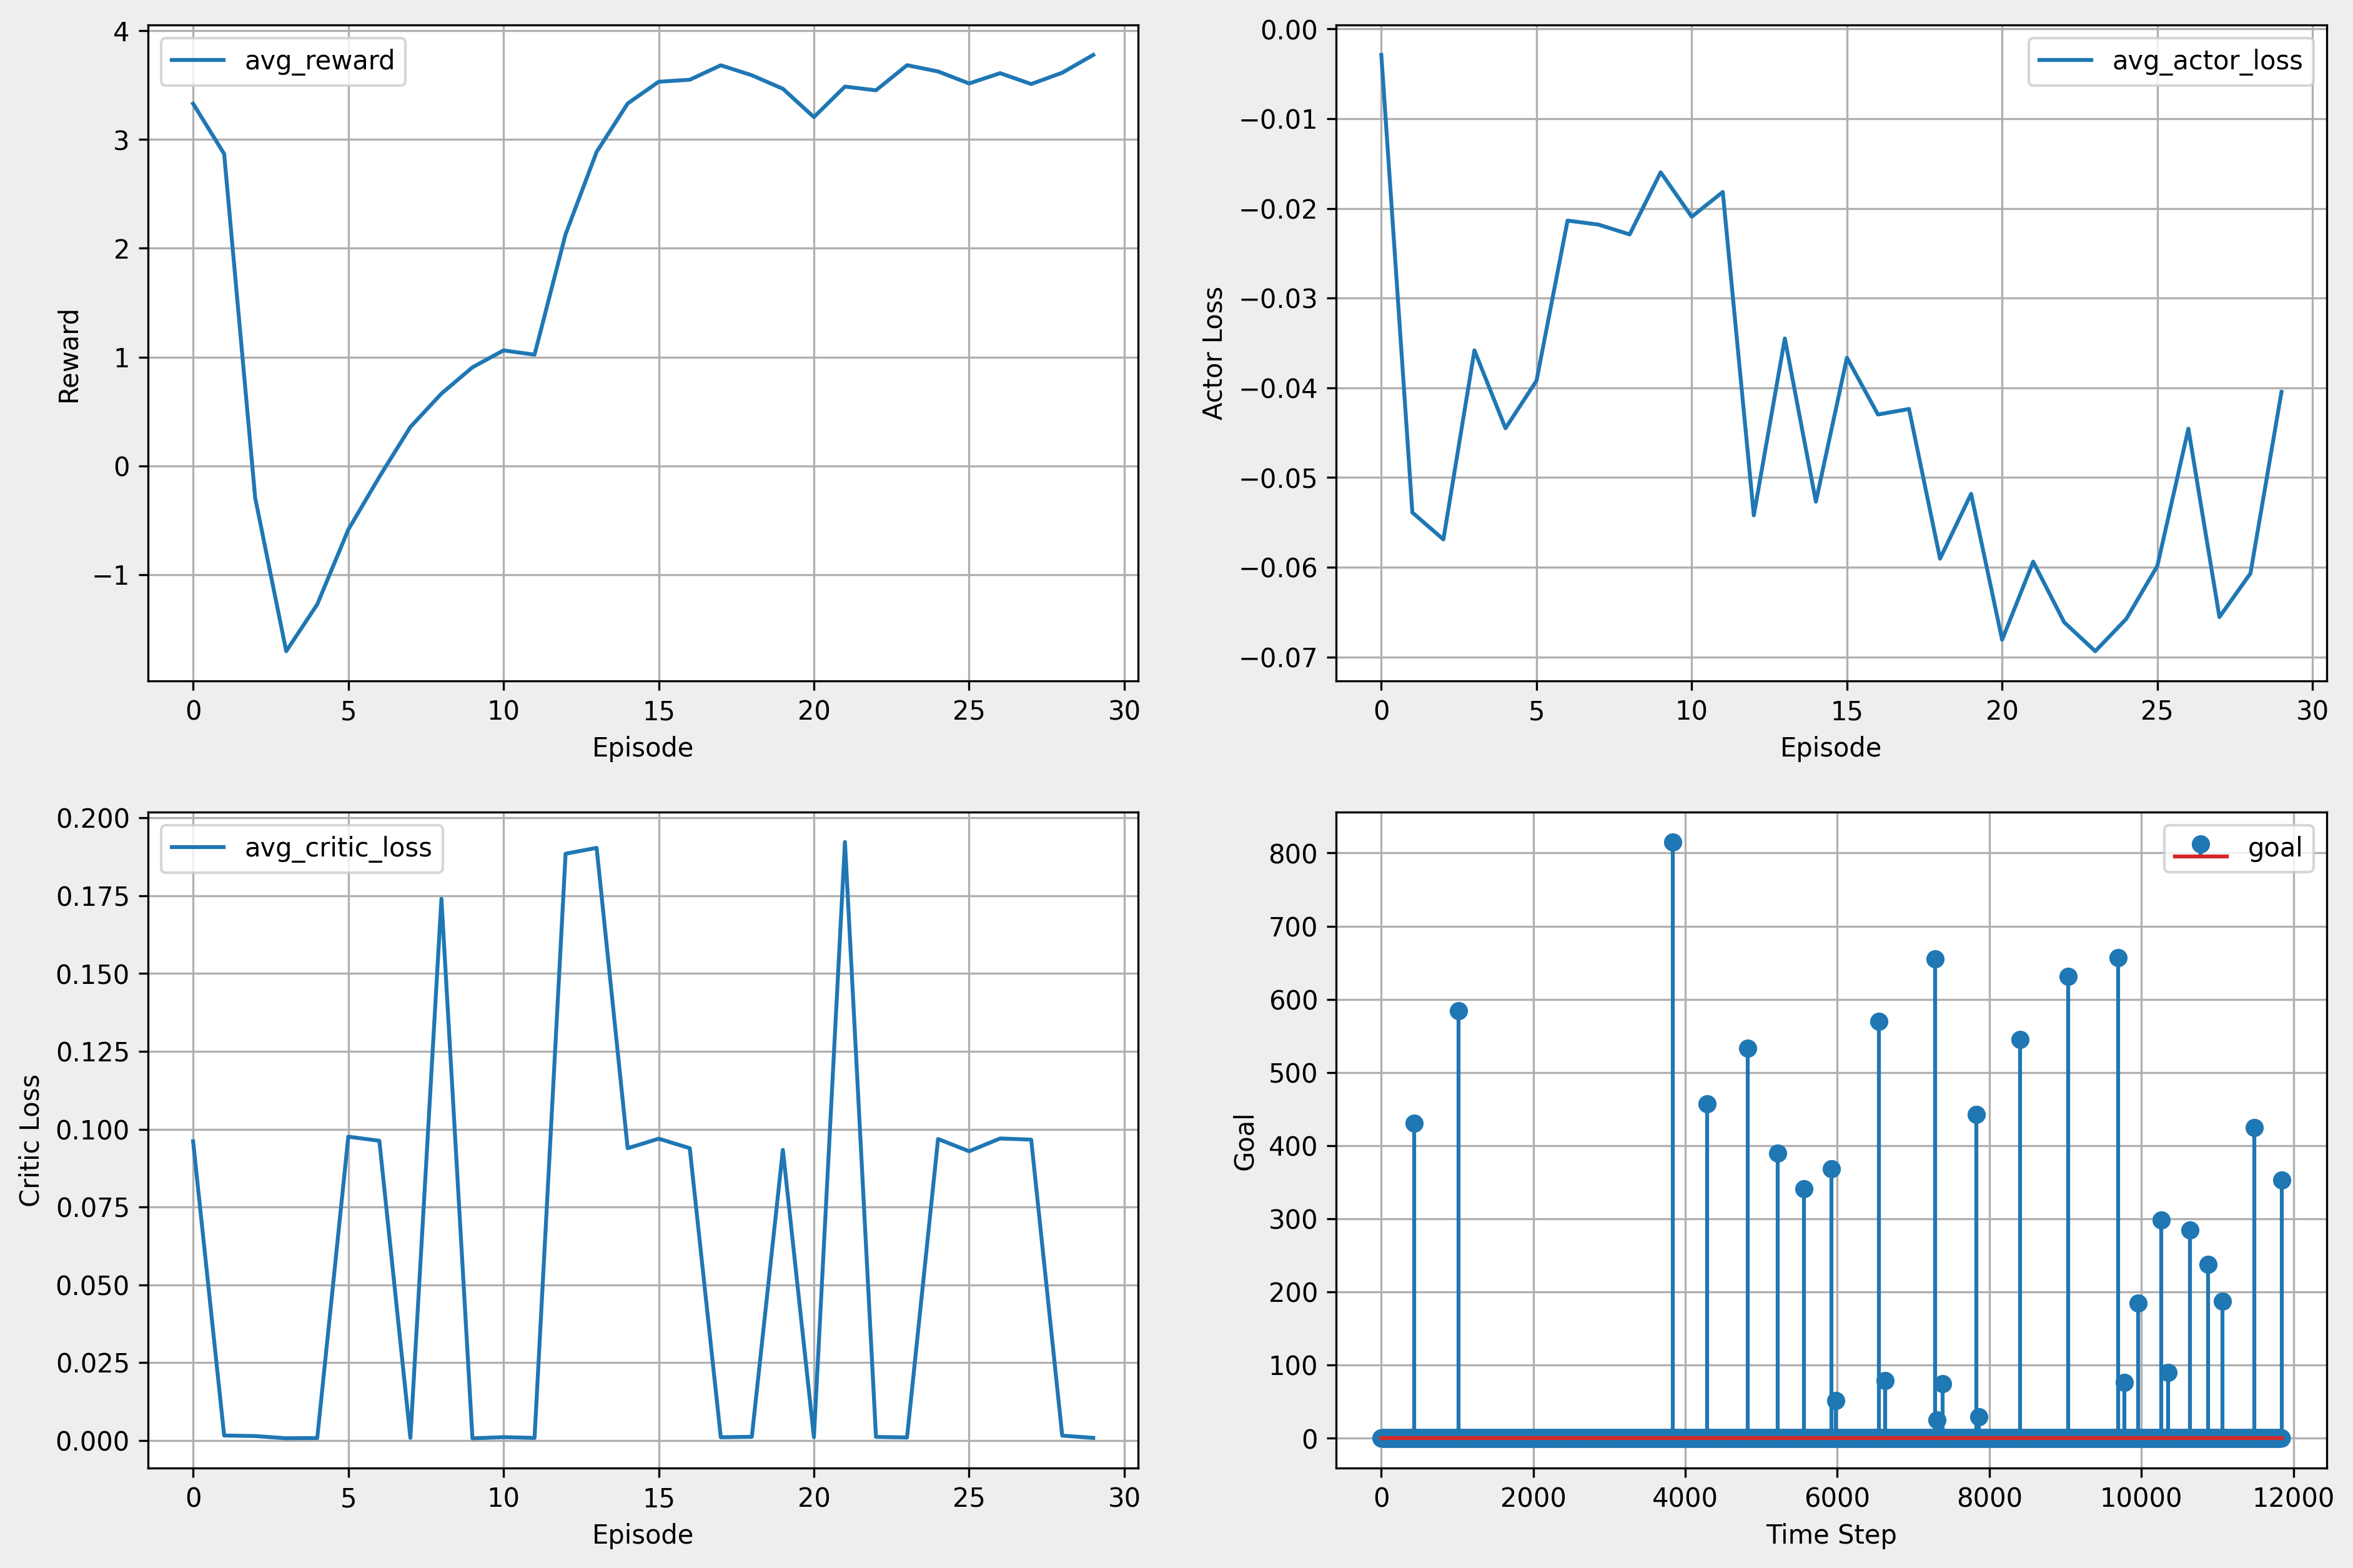 avg_reward
4
3
2
1
0
−1
Reward
0 5 10 15 20 25 30
Episode
avg_actor_loss
0.00
−0.01
−0.02
−0.03
−0.04
−0.05
−0.06
−0.07
Actor Loss
0 5 10 15 20 25 30
Episode
avg_critic_loss
0.200
0.175
0.150
0.125
0.100
0.075
0.050
0.025
0.000
Critic Loss
0 5 10 15 20 25 30
Episode
goal
800
700
600
500
400
300
200
100
0
Goal
0 2000 4000 6000 8000 10000 12000
Time Step